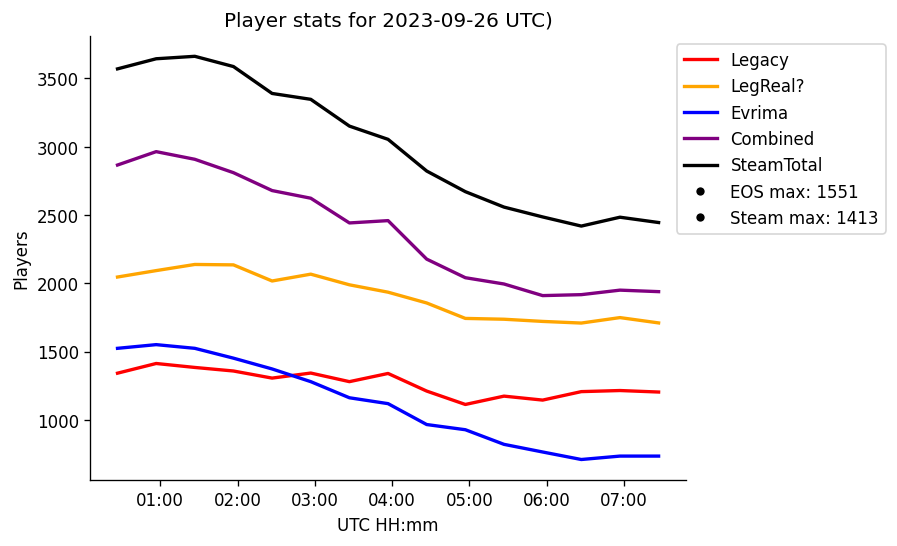 Player stats for 2023-09-26 UTC)
Players
3500
3000
2500
2000
1500
1000
01:00 02:00 03:00 04:00 05:00 06:00 07:00
UTC HH:mm
Legacy
LegReal?
Evrima
Combined
SteamTotal
EOS max: 1551
Steam max: 1413